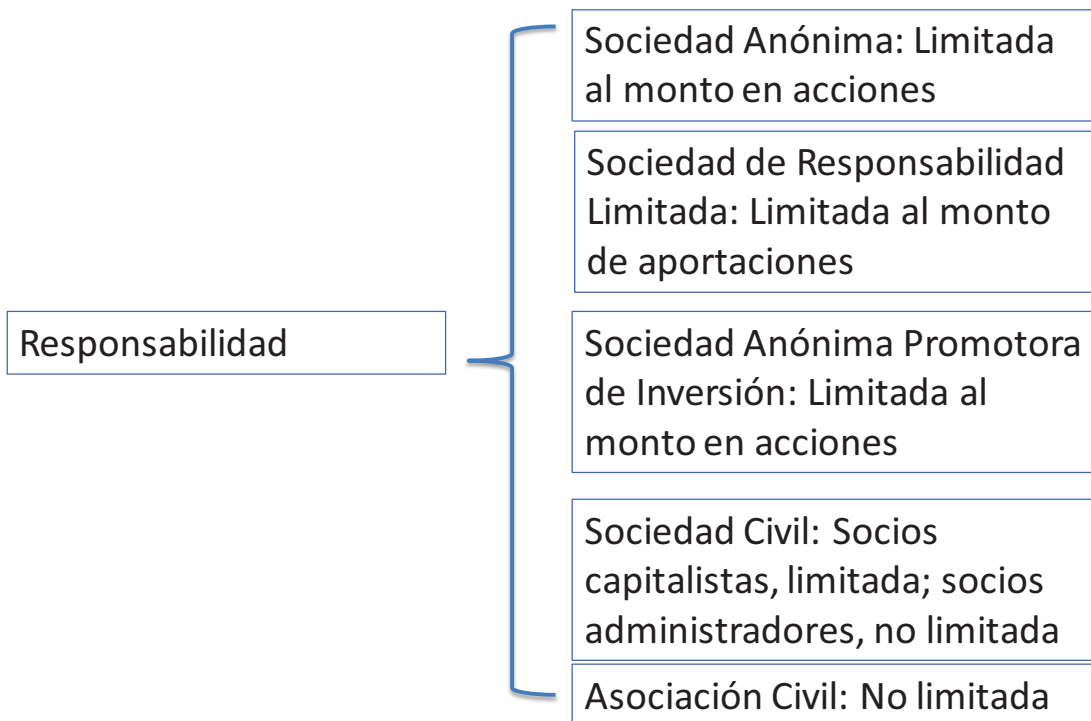 Responsabilidad
Sociedad Anónima: Limitada
al monto en acciones
Sociedad de Responsabilidad
Limitada: Limitada al monto
de aportaciones
Sociedad Anónima Promotora
de Inversión: Limitada al
monto en acciones
Sociedad Civil: Socios
capitalistas, limitada; socios
administradores, no limitada
Asociación Civil: No limitada